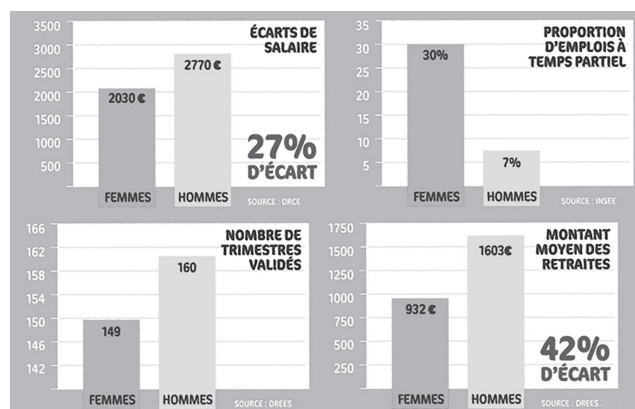 ÉCARTS DE
SALAIRE
3500
3000
2500
2000
1500
1000
500
2030 €
2770 €
27%
D'ÉCART
FEMMES
HOMMES
SOURCE : DRCE
PROPORTION
D'EMPLOIS À
TEMPS PARTIEL
35
30
25
20
15
10
5
30%
7%
FEMMES
HOMMES
SOURCE : INSEE
NOMBRE DE
TRIMESTRES
VALIDÉS
166
162
158
154
150
146
142
149
160
FEMMES
HOMMES
SOURCE : DREES
MONTANT
MOYEN DES
RETRAITES
1750
1500
1250
1000
750
500
250
932 €
1603€
42%
D'ÉCART
FEMMES
HOMMES
SOURCE : DREES .